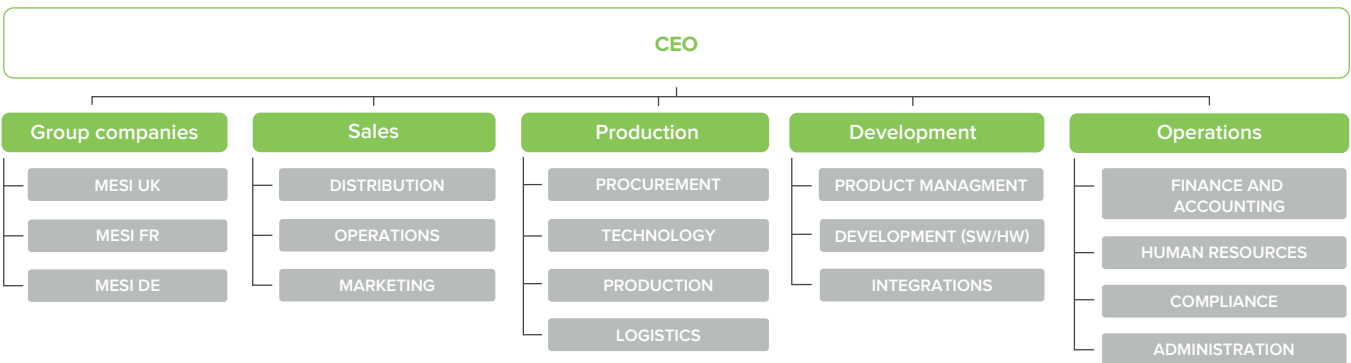 CEO
Group companies
MESI UK
MESI FR
MESI DE
Sales
DISTRIBUTION
OPERATIONS
MARKETING
Production
PROCUREMENT
TECHNOLOGY
PRODUCTION
LOGISTICS
Development
PRODUCT MANAGMENT
DEVELOPMENT (SW/HW)
INTEGRATIONS
Operations
FINANCE AND
ACCOUNTING
HUMAN RESOURCES
COMPLIANCE
ADMINISTRATION